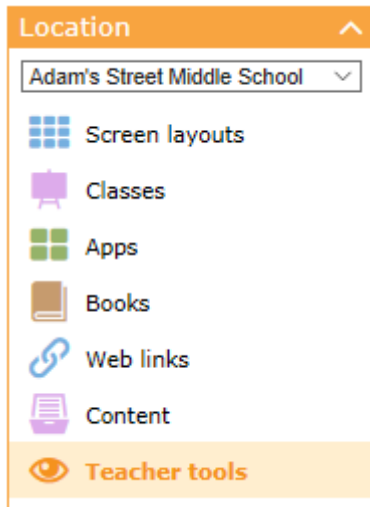 Location
Adam's Street Middle School
Screen layouts
Classes
Apps
Books
Web links
Content
Teacher tools